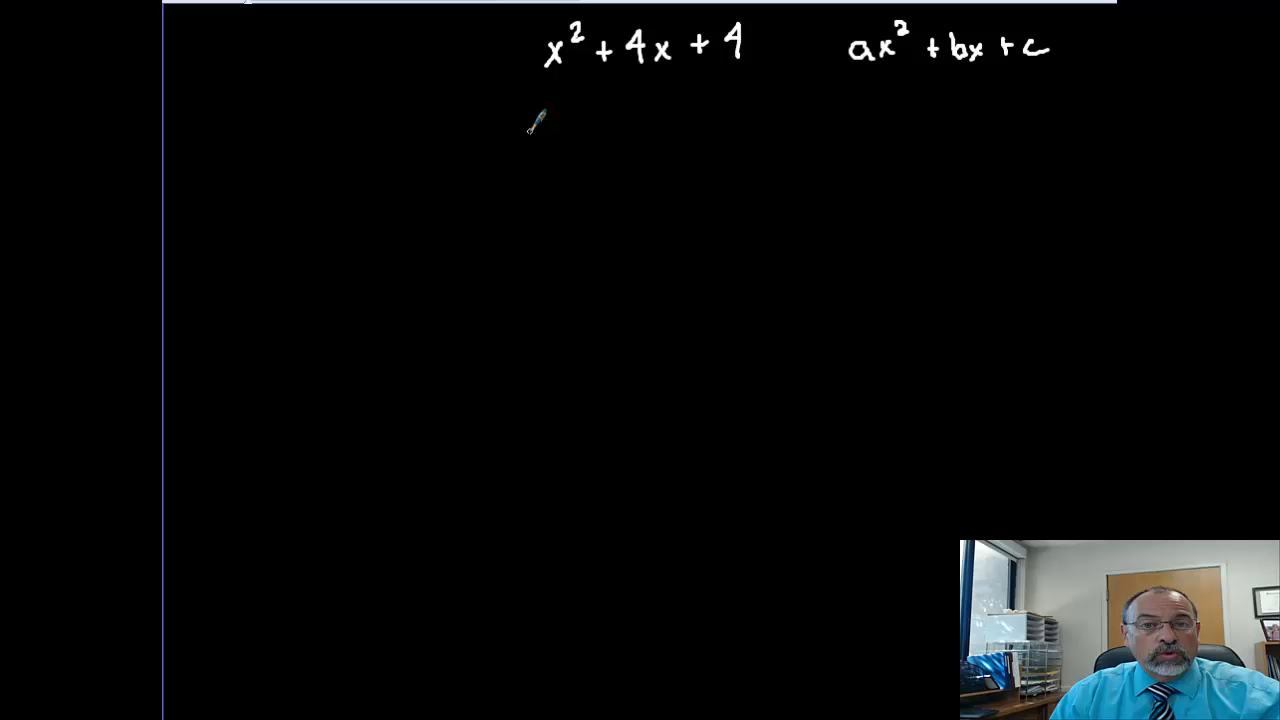 x² + 4x + 4 ax² + bx + c